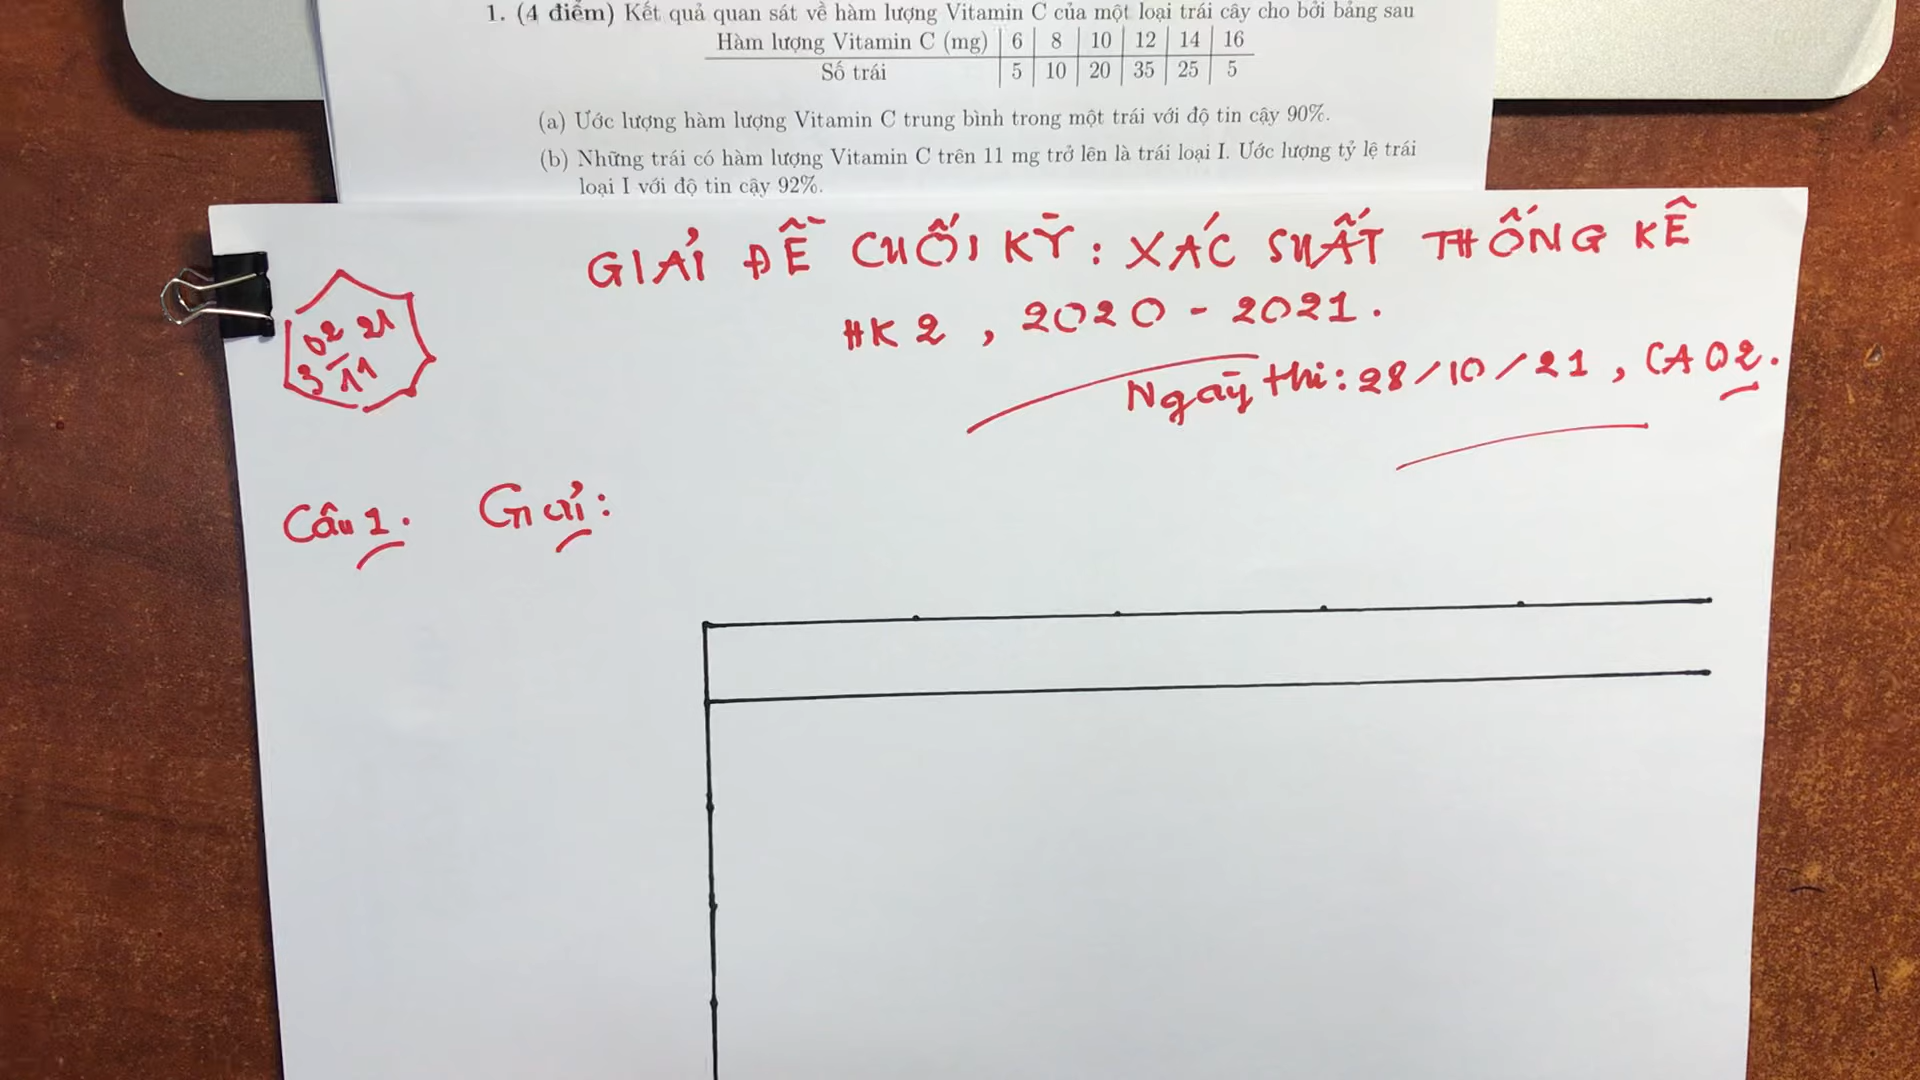 1. (4 điểm) Kết quả quan sát về hàm lượng Vitamin C của một loại trái cây cho bởi bảng sau
Hàm lượng Vitamin C (mg) 6 8 10 12 14 16
Số trái 5 10 20 35 25 5
(a) Ước lượng hàm lượng Vitamin C trung bình trong một trái với độ tin cậy 90%.
(b) Những trái có hàm lượng Vitamin C trên 11 mg trở lên là trái loại I. Ước lượng tỷ lệ trái
loại I với độ tin cậy 92%.
GIẢI ĐỀ CUỐI KỲ: XÁC SUẤT THỐNG KÊ
HK2, 2020-2021.
Ngày thi: 28/10/21, CA 02.
02 21
3 11
Câu 1. Giải: